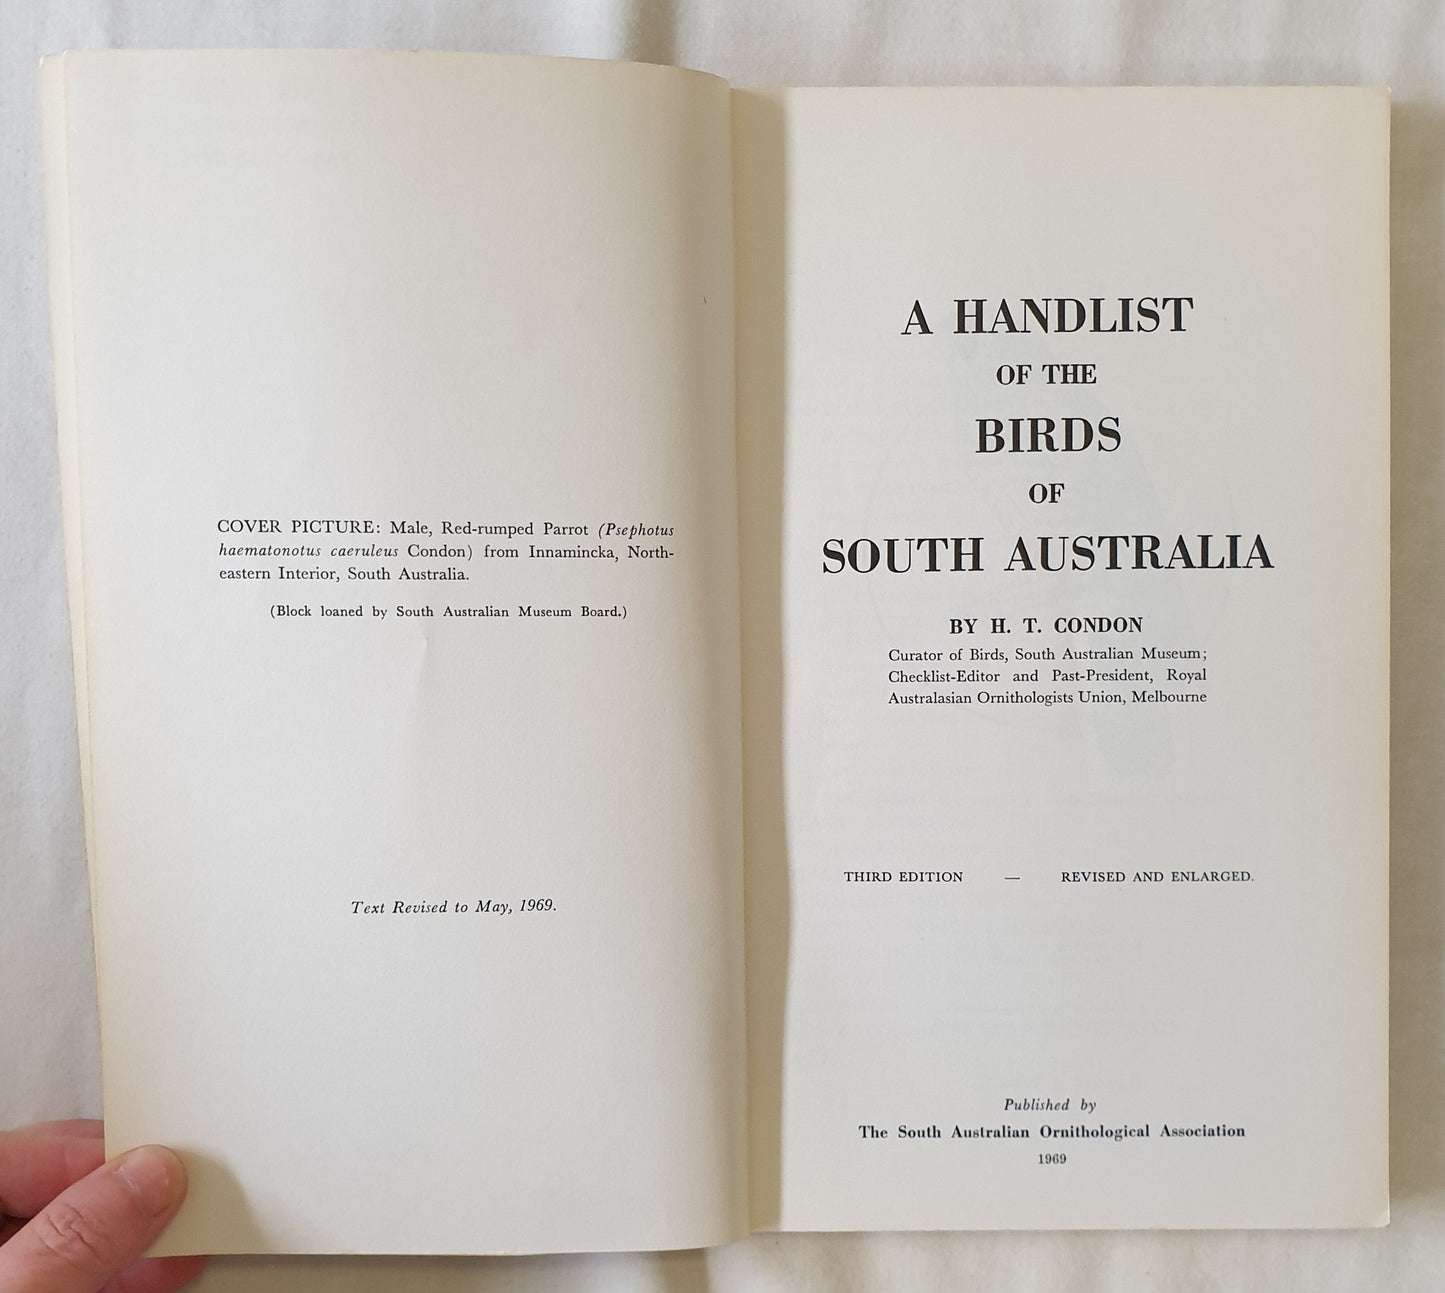 COVER PICTURE: Male, Red-rumped Parrot (Psephotus
haematonotus caeruleus Condon) from Innamincka, North-
eastern Interior, South Australia.
(Block loaned by South Australian Museum Board.)
Text Revised to May, 1969.
A HANDLIST
OF THE
BIRDS
OF
SOUTH AUSTRALIA
BY H. T. CONDON
Curator of Birds, South Australian Museum;
Checklist-Editor and Past-President, Royal
Australasian Ornithologists Union, Melbourne
THIRD EDITION — REVISED AND ENLARGED.
Published by
The South Australian Ornithological Association
1969